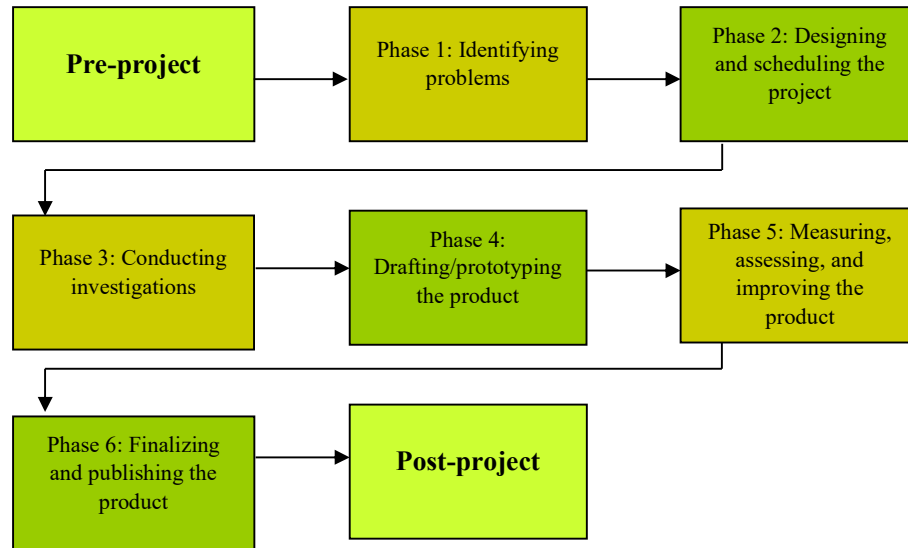 Pre-project
Phase 1: Identifying
problems
Phase 2: Designing
and scheduling the
project
Phase 3: Conducting
investigations
Phase 4:
Drafting/prototyping
the product
Phase 5: Measuring,
assessing, and
improving the
product
Phase 6: Finalizing
and publishing the
product
Post-project